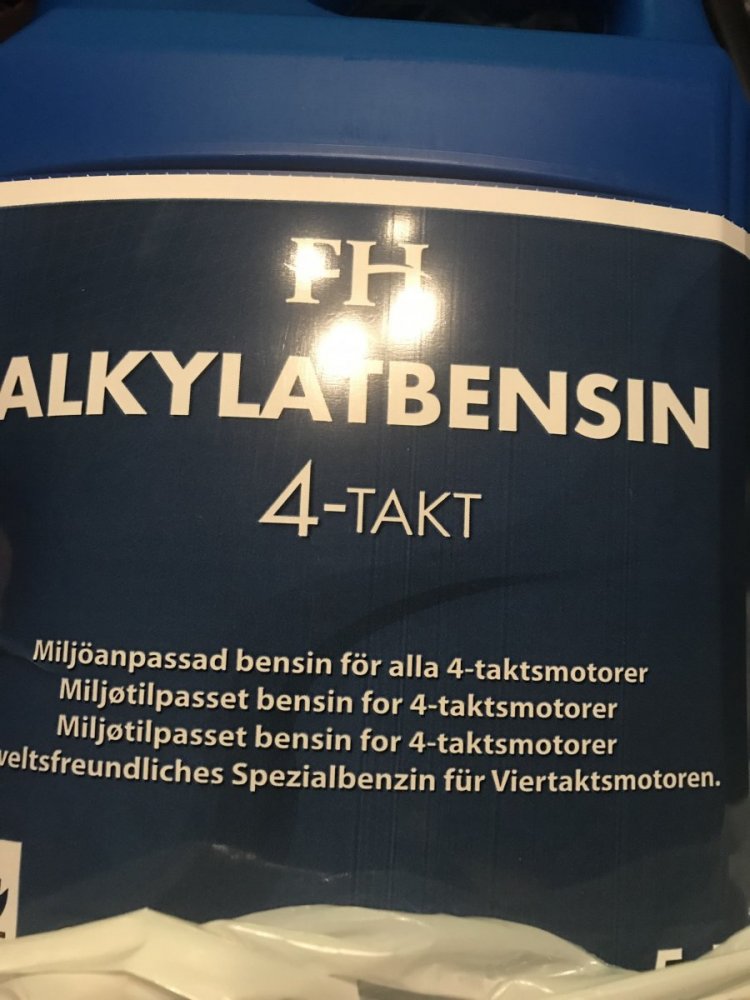 FH
ALKYLATBENSIN
4-TAKT
Miljöanpassad bensin för alla 4-taktsmotorer
Miljøtilpasset bensin for 4-taktsmotorer
Miljøtilpasset bensin for 4-taktsmotorer
veltsfreundliches Spezialbenzin für Viertaktsmotoren.